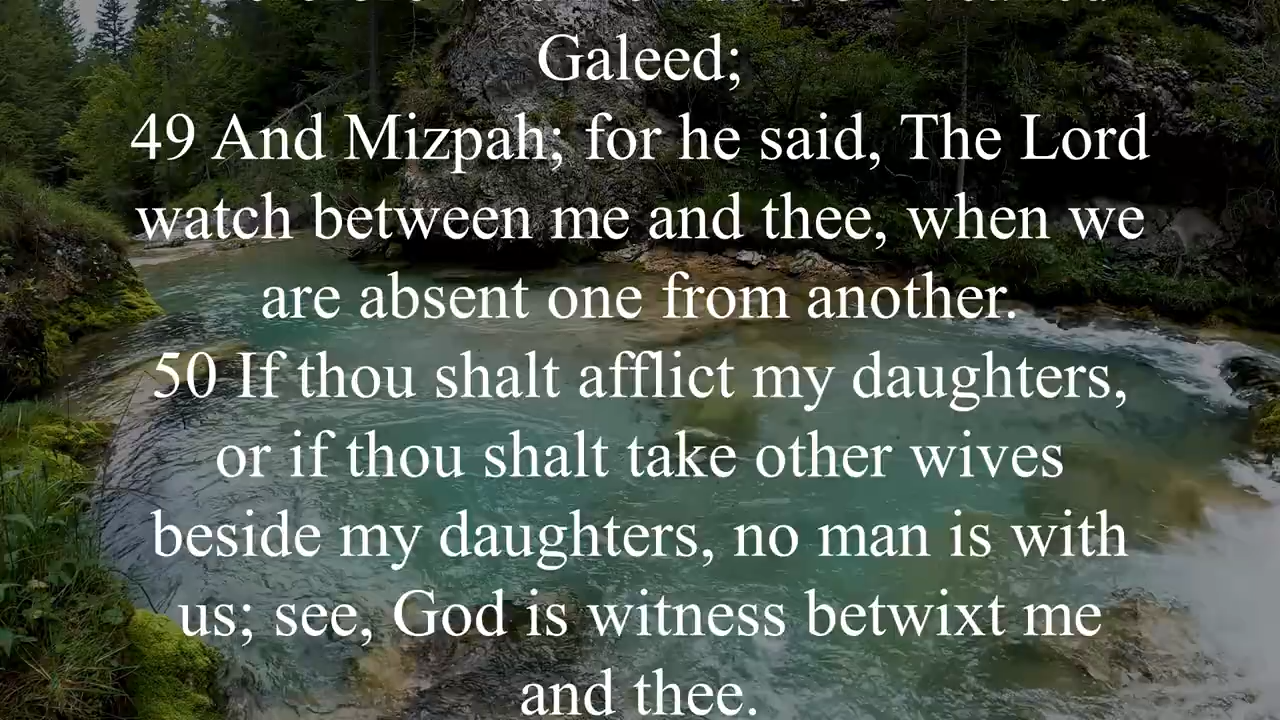 Galeed;
49 And Mizpah; for he said, The Lord
watch between me and thee, when we
are absent one from another.
50 If thou shalt afflict my daughters,
or if thou shalt take other wives
beside my daughters, no man is with
us; see, God is witness betwixt me
and thee.